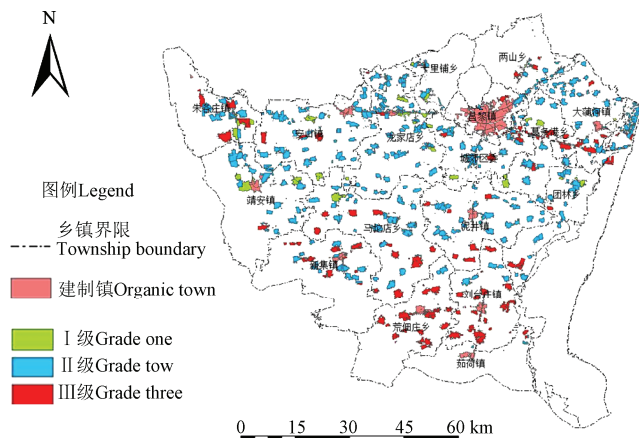 N
十里铺乡
两山乡
朱各庄镇
大蒲河镇
昌黎镇
安山镇
龙家店乡
葛条港乡
城郊区
团林乡
靖安镇
马坨店乡
泥井镇
新集镇
刘台庄镇
荒佃庄乡
茹荷镇
图例Legend
乡镇界限
Township boundary
建制镇Organic town
Ⅰ级Grade one
Ⅱ级Grade tow
Ⅲ级Grade three
0 15 30 45 60 km